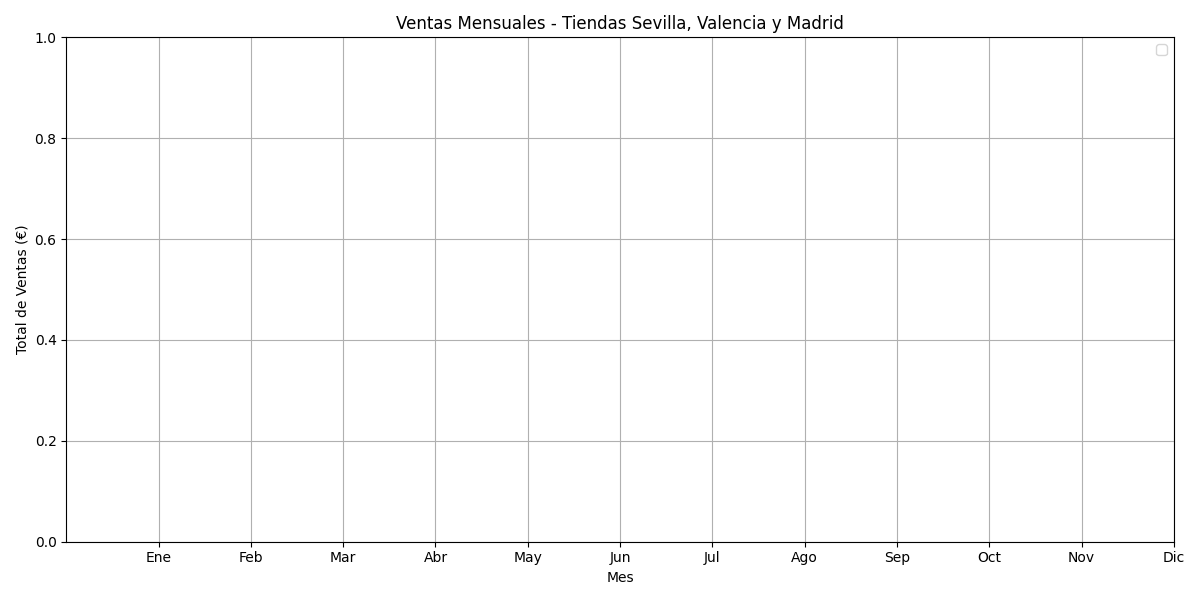 Ventas Mensuales - Tiendas Sevilla, Valencia y Madrid
1.0
0.8
0.6
0.4
0.2
0.0
Total de Ventas (€)
Ene Feb Mar Abr May Jun Jul Ago Sep Oct Nov Dic
Mes